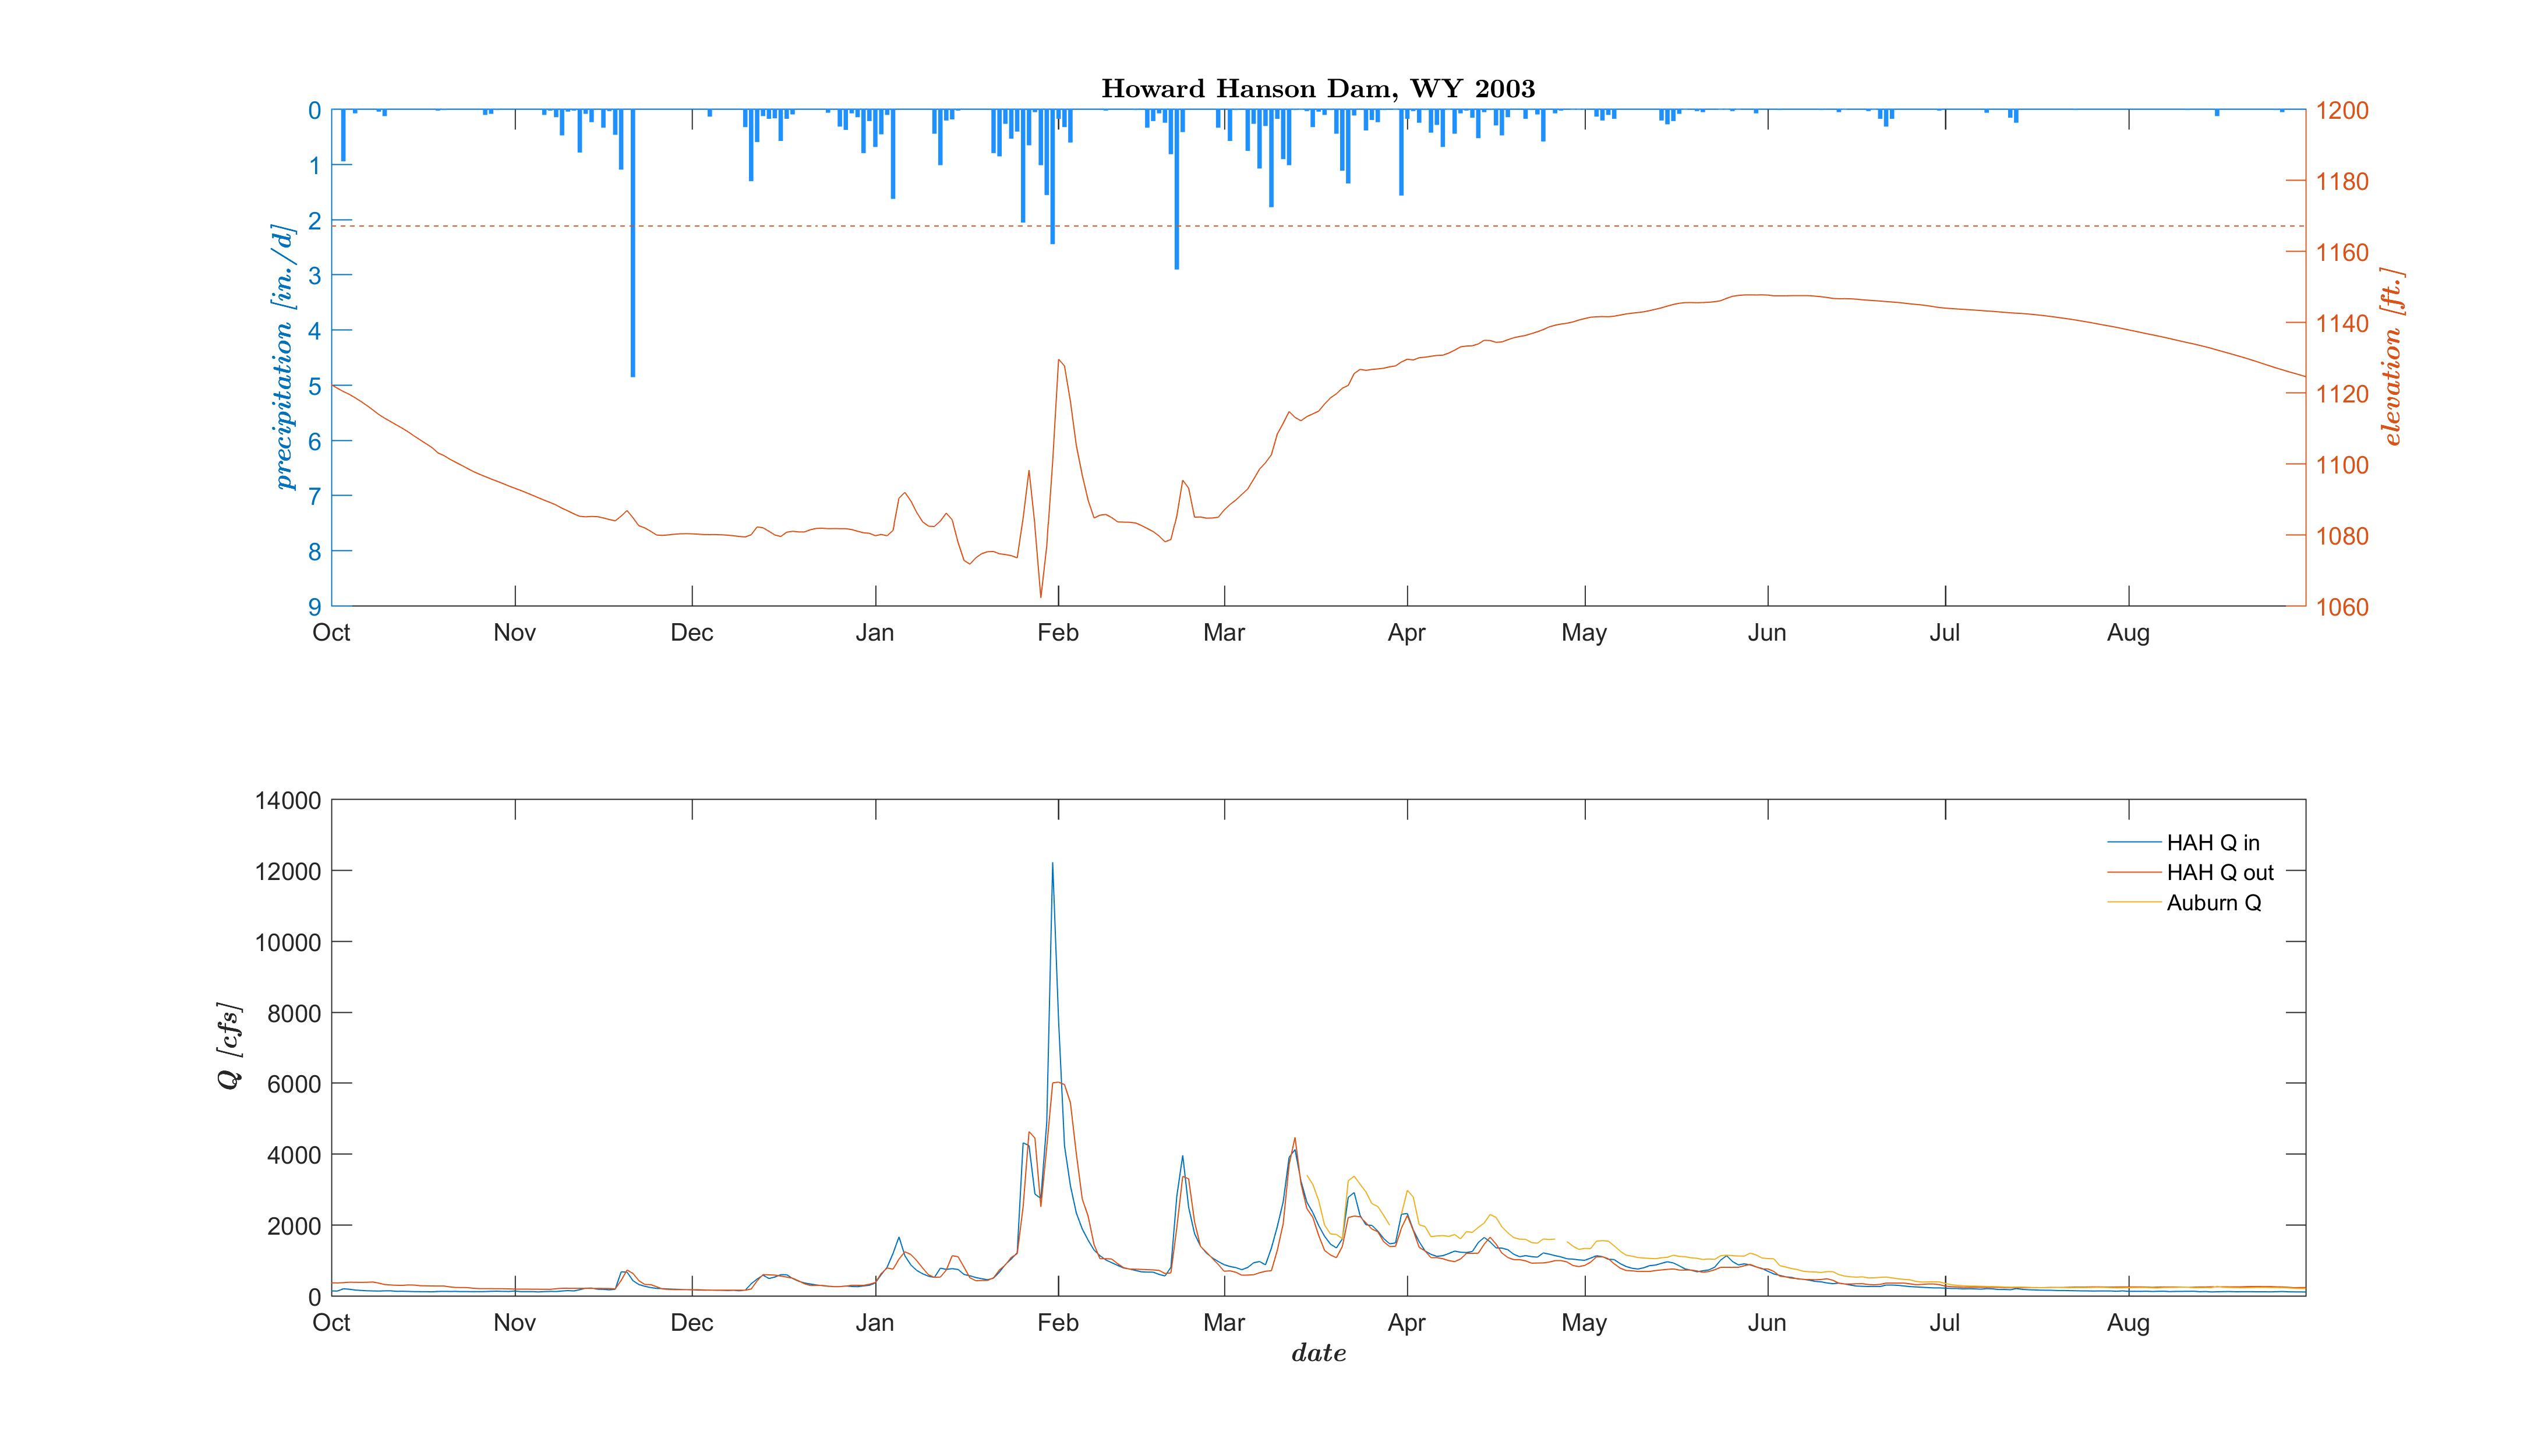 Howard Hanson Dam, WY 2003
precipitation [in./d]
0
1
2
3
4
5
6
7
8
9
elevation [ft.]
1200
1180
1160
1140
1120
1100
1080
1060
Oct Nov Dec Jan Feb Mar Apr May Jun Jul Aug
Q [cfs]
14000
12000
10000
8000
6000
4000
2000
0
HAH Q in
HAH Q out
Auburn Q
Oct Nov Dec Jan Feb Mar Apr May Jun Jul Aug
date